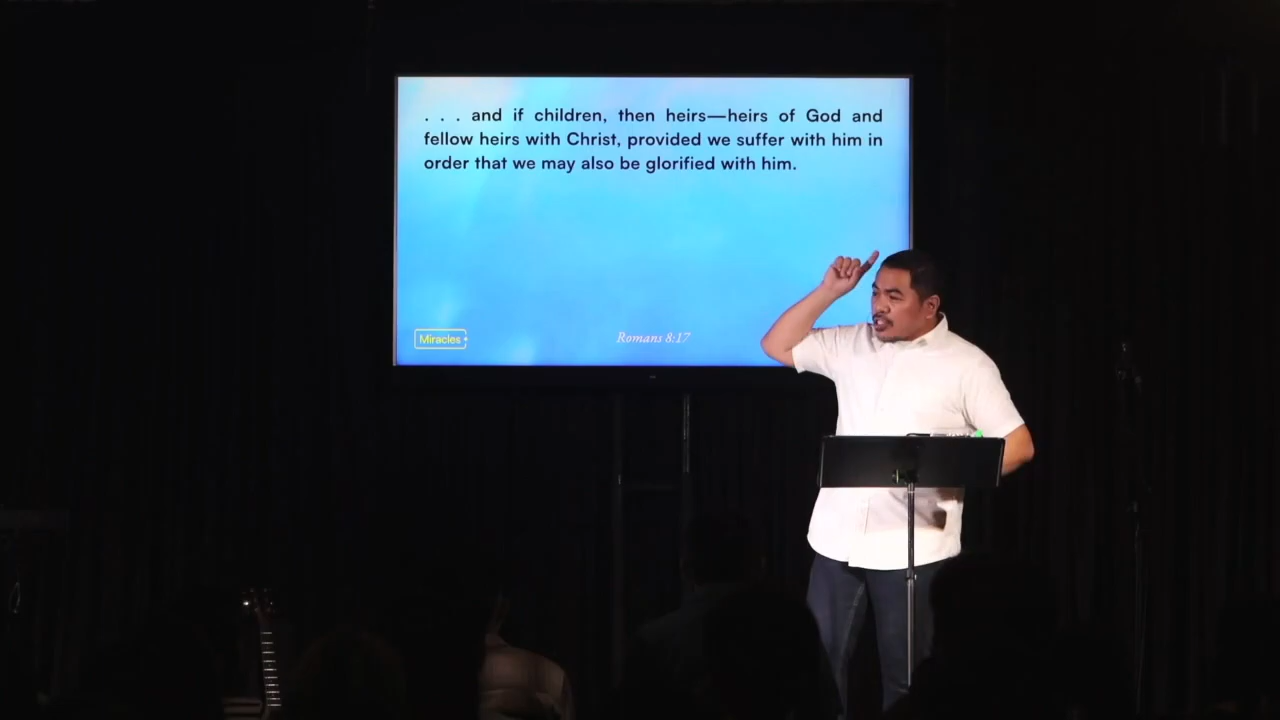 . . . and if children, then heirs—heirs of God and
fellow heirs with Christ, provided we suffer with him in
order that we may also be glorified with him.
Miracles
Romans 8:17